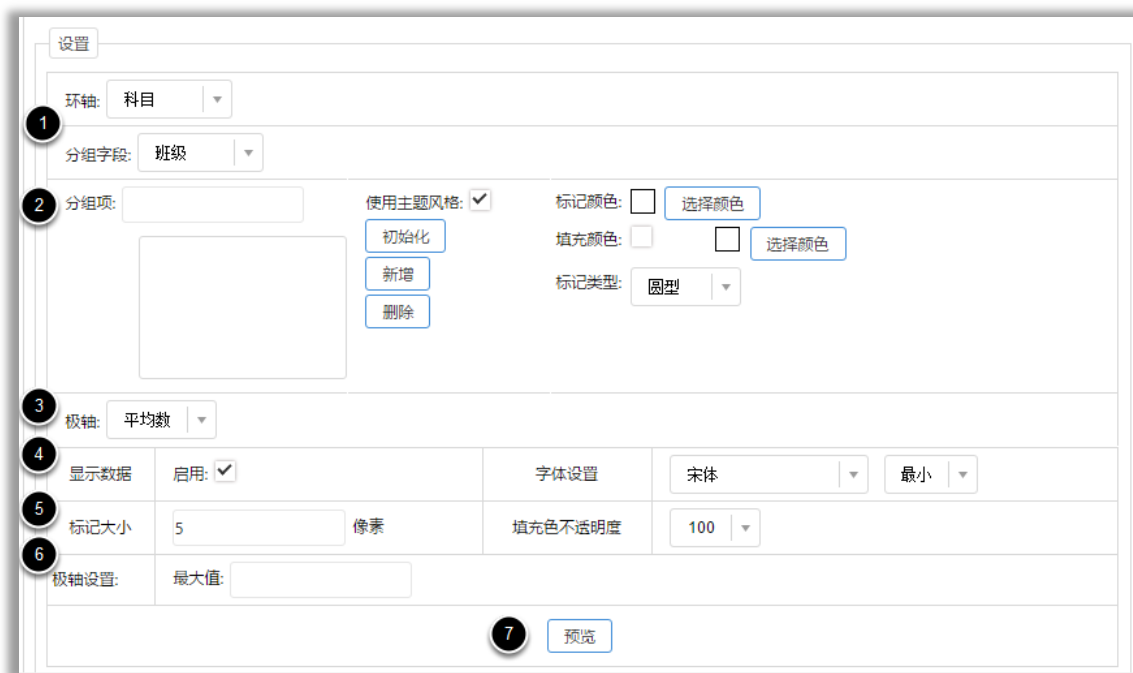 设置
环轴: 科目
1
分组字段: 班级
2 分组项: 使用主题风格: 标记颜色: 选择颜色
初始化 填充颜色: 选择颜色
新增 标记类型: 圆型
删除
3 极轴: 平均数
4 显示数据 启用: 字体设置 宋体 最小
5 标记大小 5 像素 填充色不透明度 100
6 极轴设置: 最大值:
7 预览